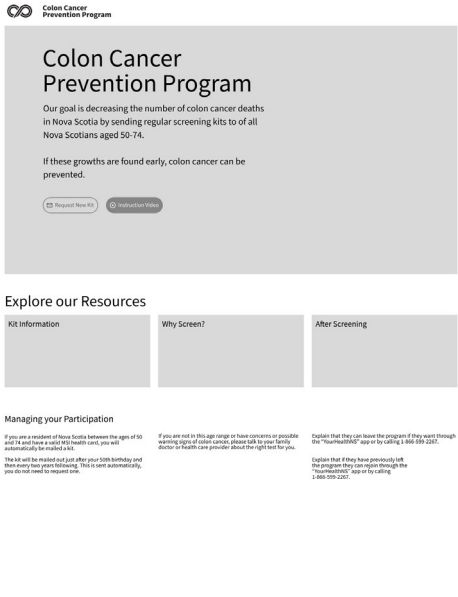 Colon Cancer
Prevention Program
Colon Cancer
Prevention Program
Our goal is decreasing the number of colon cancer deaths
in Nova Scotia by sending regular screening kits to of all
Nova Scotians aged 50-74.
If these growths are found early, colon cancer can be
prevented.
Request New Kit
Instruction Video
Explore our Resources
Kit Information
Why Screen?
After Screening
Managing your Participation
If you are a resident of Nova Scotia between the ages of 50
and 74 and have a valid MSI health card, you will
automatically be mailed a kit.
The kit will be mailed out just after your 50th birthday and
then every two years following. This is sent automatically,
you do not need to request one.
If you are not in this age range or have concerns or possible
warning signs of colon cancer, please talk to your family
doctor or health care provider about the right test for you.
Explain that they can leave the program if they want through
the "YourHealthNS" app or by calling 1-866-599-2267.
Explain that if they have previously left
the program they can rejoin through the
"YourHealthNS" app or by calling
1-866-599-2267.